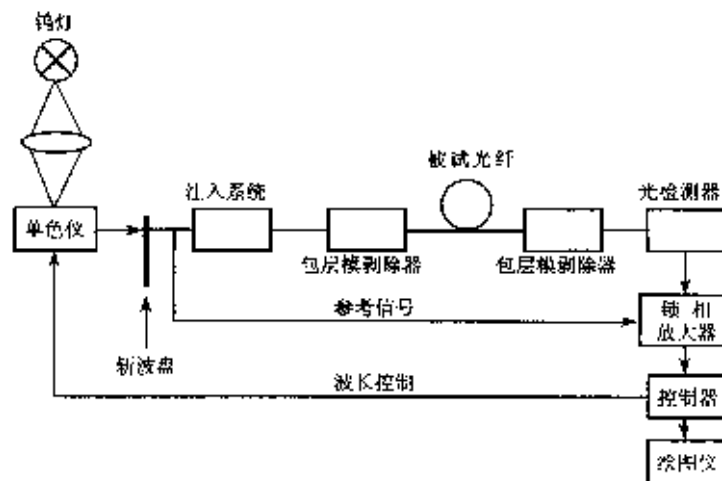 钨灯
被试光纤
注入系统
光检测器
单色仪
包层模剥除器
包层模剥除器
参考信号
锁相
放大器
斩波盘
波长控制
控制器
绘图仪